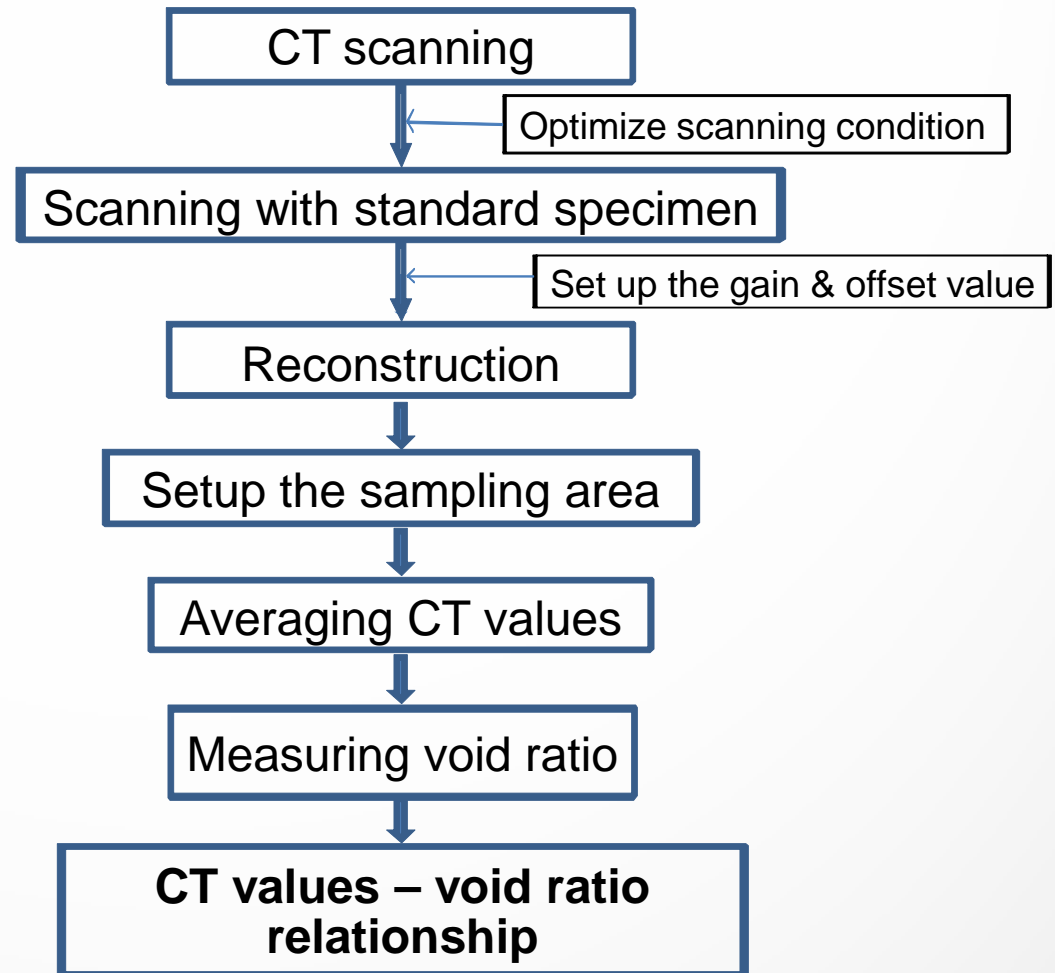 CT scanning
Optimize scanning condition
Scanning with standard specimen
Set up the gain & offset value
Reconstruction
Setup the sampling area
Averaging CT values
Measuring void ratio
CT values – void ratio
relationship